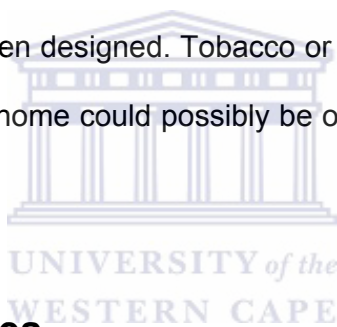 en designed. Tobacco or
home could possibly be o
UNIVERSITY of the
WESTERN CAPE